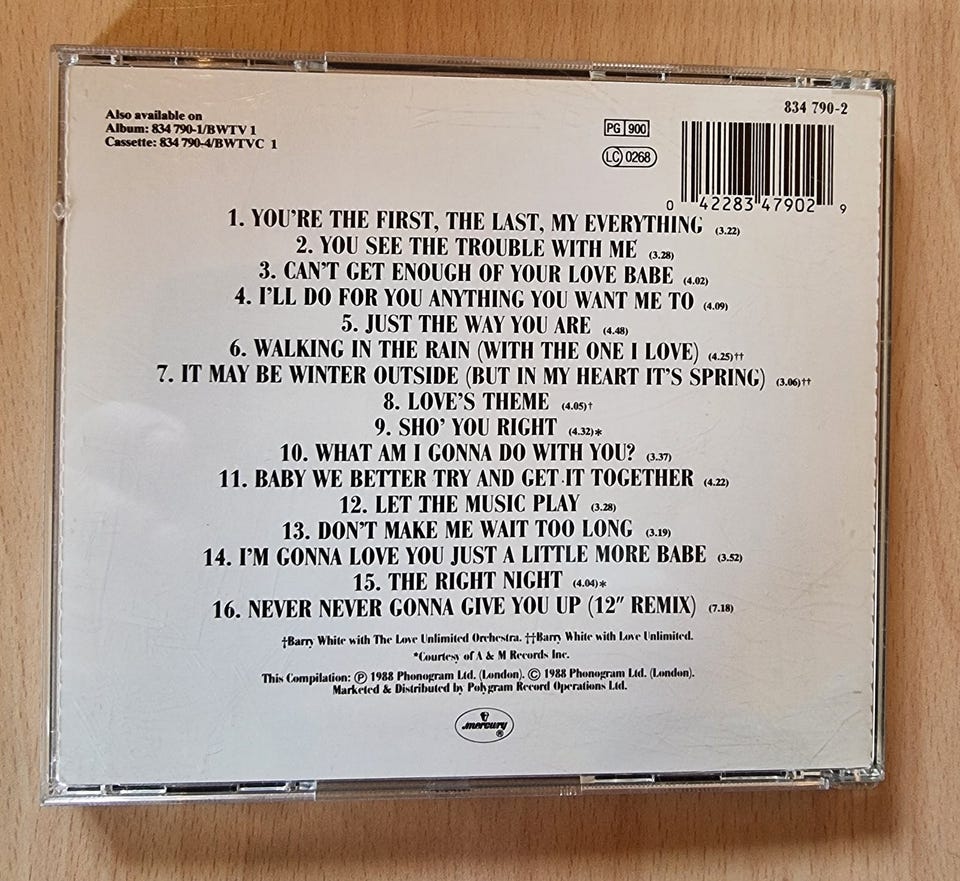 Also available on
Album: 834 790-1/BWTV 1
Cassette: 834 790-4/BWTVC 1
834 790-2
PG 900
LC 0268
0 42283 47902 9
1. YOU'RE THE FIRST, THE LAST, MY EVERYTHING (3.22)
2. YOU SEE THE TROUBLE WITH ME (3.28)
3. CAN'T GET ENOUGH OF YOUR LOVE BABE (4.02)
4. I'LL DO FOR YOU ANYTHING YOU WANT ME TO (4.09)
5. JUST THE WAY YOU ARE (4.48)
6. WALKING IN THE RAIN (WITH THE ONE I LOVE) (4.25)††
7. IT MAY BE WINTER OUTSIDE (BUT IN MY HEART IT'S SPRING) (3.06)††
8. LOVE'S THEME (4.05)†
9. SHO' YOU RIGHT (4.32)*
10. WHAT AM I GONNA DO WITH YOU? (3.37)
11. BABY WE BETTER TRY AND GET IT TOGETHER (4.22)
12. LET THE MUSIC PLAY (3.28)
13. DON'T MAKE ME WAIT TOO LONG (3.19)
14. I'M GONNA LOVE YOU JUST A LITTLE MORE BABE (3.52)
15. THE RIGHT NIGHT (4.04)*
16. NEVER NEVER GONNA GIVE YOU UP (12" REMIX) (7.18)
†Barry White with The Love Unlimited Orchestra. ††Barry White with Love Unlimited.
*Courtesy of A & M Records Inc.
This Compilation: ℗ 1988 Phonogram Ltd. (London). © 1988 Phonogram Ltd. (London).
Marketed & Distributed by Polygram Record Operations Ltd.
mercury ®